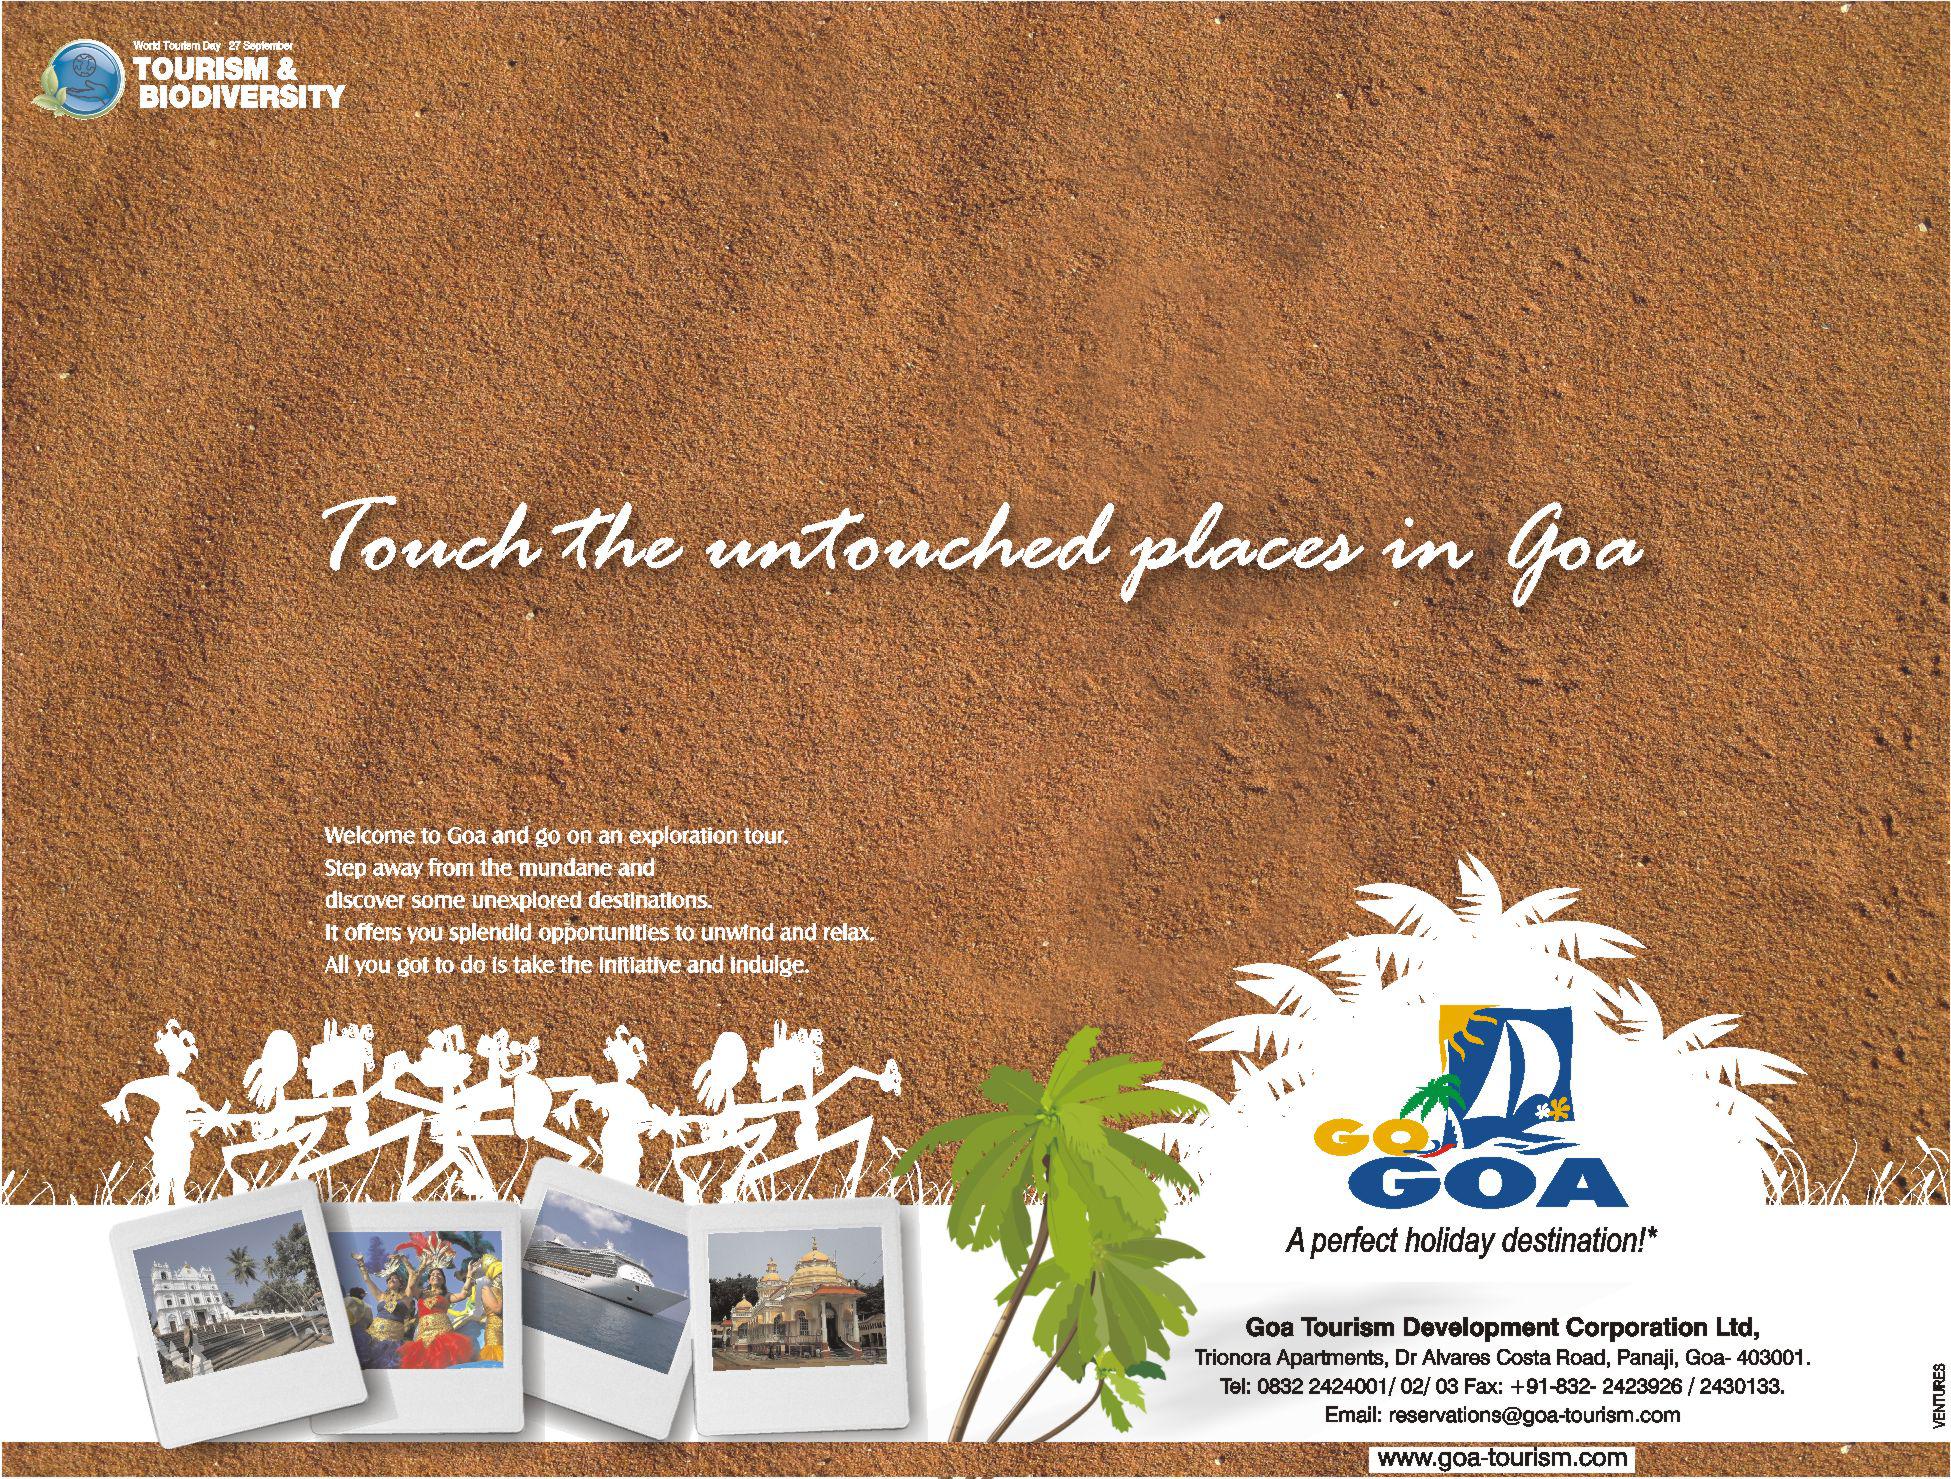 World Tourism Day  27 September
TOURISM &
BIODIVERSITY
Touch the untouched places in Goa
Welcome to Goa and go on an exploration tour.
Step away from the mundane and
discover some unexplored destinations.
It offers you splendid opportunities to unwind and relax.
All you got to do is take the initiative and indulge.
GO
GOA
A perfect holiday destination!*
Goa Tourism Development Corporation Ltd,
Trionora Apartments, Dr Alvares Costa Road, Panaji, Goa- 403001.
Tel: 0832 2424001/ 02/ 03 Fax: +91-832- 2423926 / 2430133.
Email: reservations@goa-tourism.com
www.goa-tourism.com
VENTURES